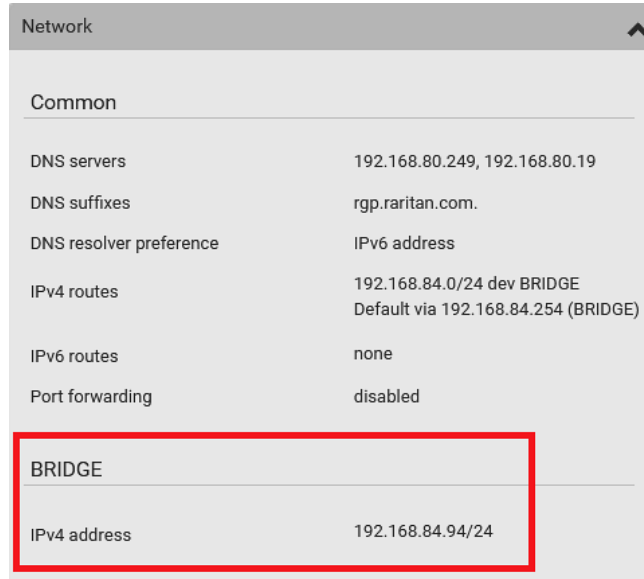 Network
Common
DNS servers 192.168.80.249, 192.168.80.19
DNS suffixes rgp.raritan.com.
DNS resolver preference IPv6 address
IPv4 routes 192.168.84.0/24 dev BRIDGE
Default via 192.168.84.254 (BRIDGE)
IPv6 routes none
Port forwarding disabled
BRIDGE
IPv4 address 192.168.84.94/24